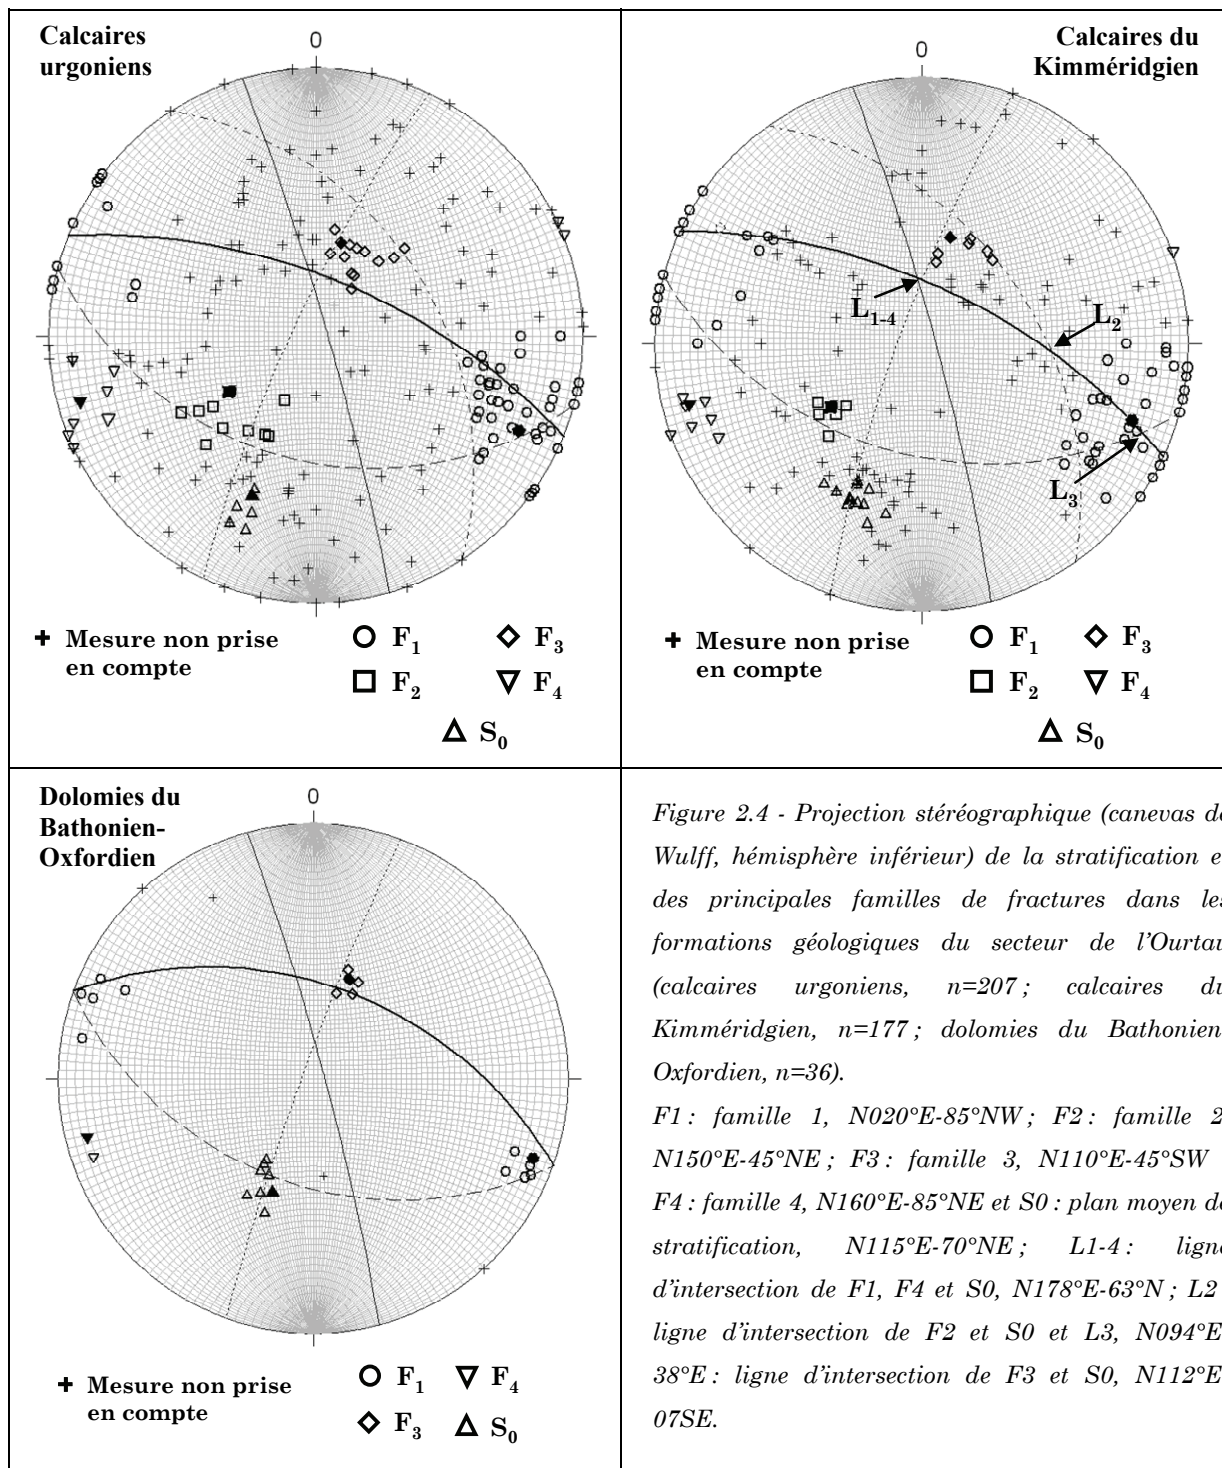 Calcaires
urgoniens
0
+ Mesure non prise
en compte
F1
F3
F2
F4
S0
Calcaires du
Kimméridgien
0
L1-4
L2
L3
+ Mesure non prise
en compte
F1
F3
F2
F4
S0
Dolomies du
Bathonien-
Oxfordien
0
+ Mesure non prise
en compte
F1
F4
F3
S0
Figure 2.4 - Projection stéréographique (canevas de
Wulff, hémisphère inférieur) de la stratification et
des principales familles de fractures dans les
formations géologiques du secteur de l'Ourtau
(calcaires urgoniens, n=207 ; calcaires du
Kimméridgien, n=177 ; dolomies du Bathonien
Oxfordien, n=36).
F1 : famille 1, N020°E-85°NW ; F2 : famille 2
N150°E-45°NE ; F3 : famille 3, N110°E-45°SW
F4 : famille 4, N160°E-85°NE et S0 : plan moyen de
stratification, N115°E-70°NE ; L1-4 : ligne
d'intersection de F1, F4 et S0, N178°E-63°N ; L2
ligne d'intersection de F2 et S0 et L3, N094°E
38°E : ligne d'intersection de F3 et S0, N112°E
07SE.